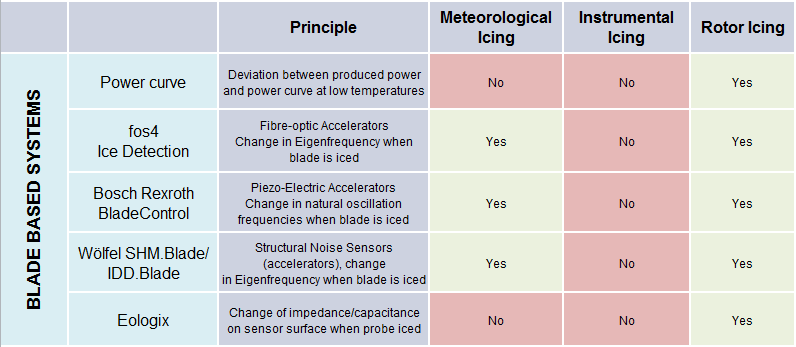 Principle
Meteorological
Icing
Instrumental
Icing
Rotor Icing
BLADE BASED SYSTEMS
Power curve
Deviation between produced power
and power curve at low temperatures
No
No
Yes
fos4
Ice Detection
Fibre-optic Accelerators
Change in Eigenfrequency when
blade is iced
Yes
No
Yes
Bosch Rexroth
BladeControl
Piezo-Electric Accelerators
Change in natural oscillation
frequencies when blade is iced
Yes
No
Yes
Wölfel SHM.Blade/
IDD.Blade
Structural Noise Sensors
(accelerators), change
in Eigenfrequency when blade is iced
Yes
No
Yes
Eologix
Change of impedance/capacitance
on sensor surface when probe iced
No
No
Yes